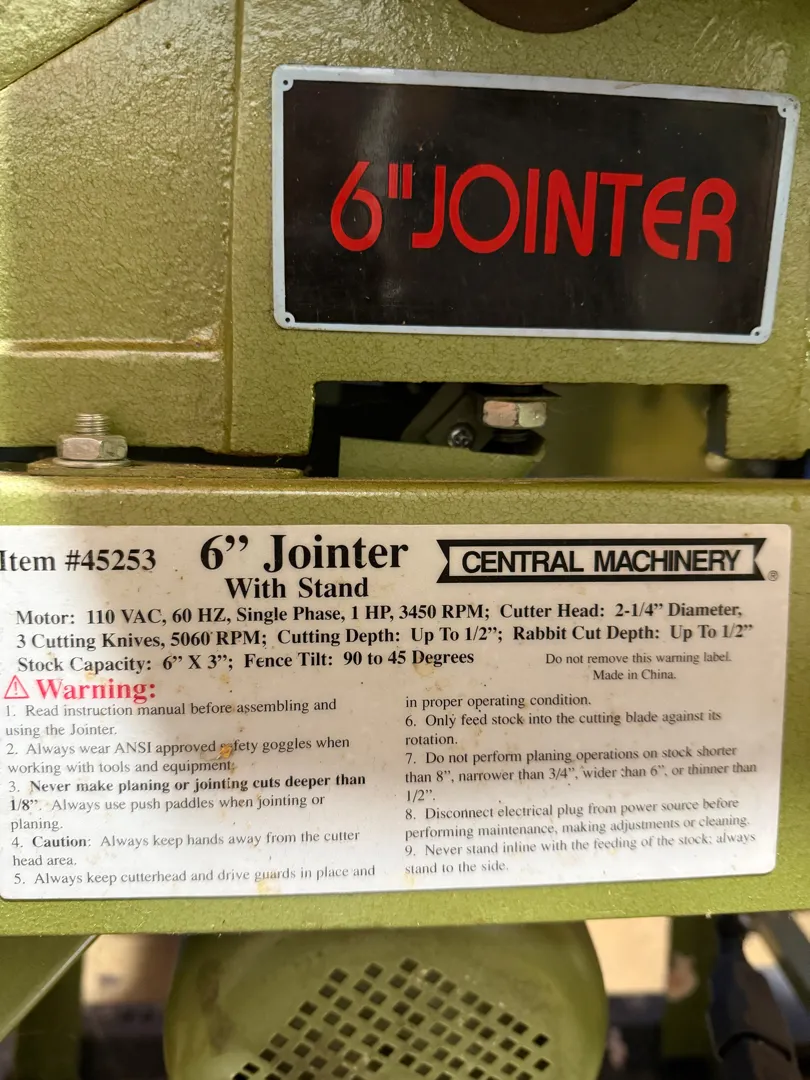 6"JOINTER
Item #45253 6” Jointer
With Stand
CENTRAL MACHINERY®
Motor: 110 VAC, 60 HZ, Single Phase, 1 HP, 3450 RPM; Cutter Head: 2-1/4” Diameter,
3 Cutting Knives, 5060 RPM; Cutting Depth: Up To 1/2”; Rabbit Cut Depth: Up To 1/2”
Stock Capacity: 6” X 3”; Fence Tilt: 90 to 45 Degrees
Do not remove this warning label.
Made in China.
Warning:
1. Read instruction manual before assembling and
using the Jointer.
2. Always wear ANSI approved safety goggles when
working with tools and equipment.
3. Never make planing or jointing cuts deeper than
1/8”. Always use push paddles when jointing or
planing.
4. Caution: Always keep hands away from the cutter
head area.
5. Always keep cutterhead and drive guards in place and
in proper operating condition.
6. Only feed stock into the cutting blade against its
rotation.
7. Do not perform planing operations on stock shorter
than 8”, narrower than 3/4”, wider than 6”, or thinner than
1/2”.
8. Disconnect electrical plug from power source before
performing maintenance, making adjustments or cleaning.
9. Never stand inline with the feeding of the stock; always
stand to the side.